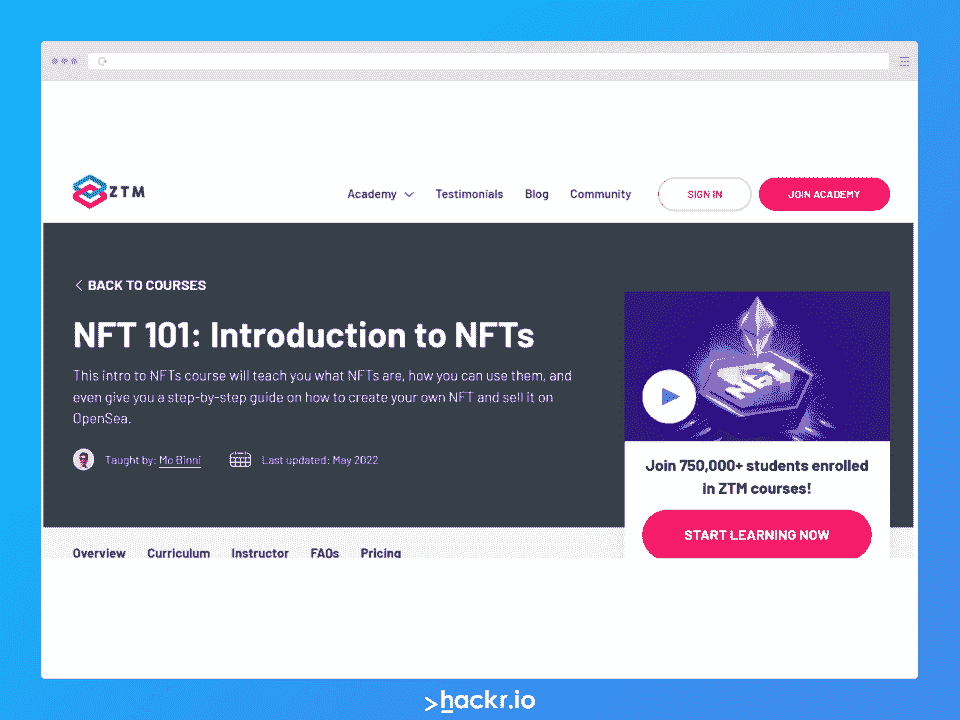 ZTM
Academy
Testimonials
Blog
Community
SIGN IN
JOIN ACADEMY
BACK TO COURSES
NFT 101: Introduction to NFTs
This intro to NFTs course will teach you what NFTs are, how you can use them, and
even give you a step-by-step guide on how to create your own NFT and sell it on
OpenSea.
Taught by: Mo Binni
Last updated: May 2022
NFT
Join 750,000+ students enrolled
in ZTM courses!
START LEARNING NOW
Overview
Curriculum
Instructor
FAQs
Pricing
>hackr.io